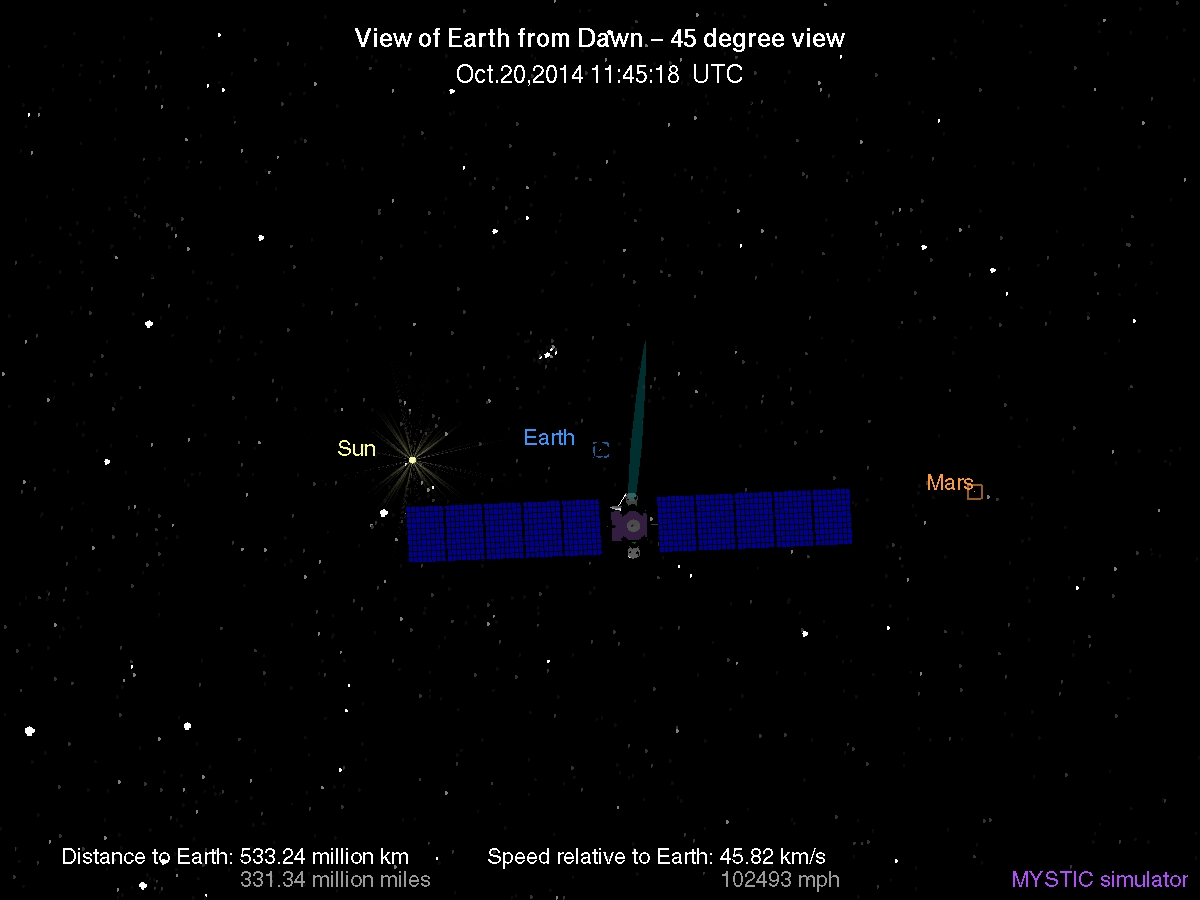 View of Earth from Dawn – 45 degree view
Oct.20,2014 11:45:18 UTC
Earth
Sun
Mars
Distance to Earth: 533.24 million km
331.34 million miles
Speed relative to Earth: 45.82 km/s
102493 mph
MYSTIC simulator